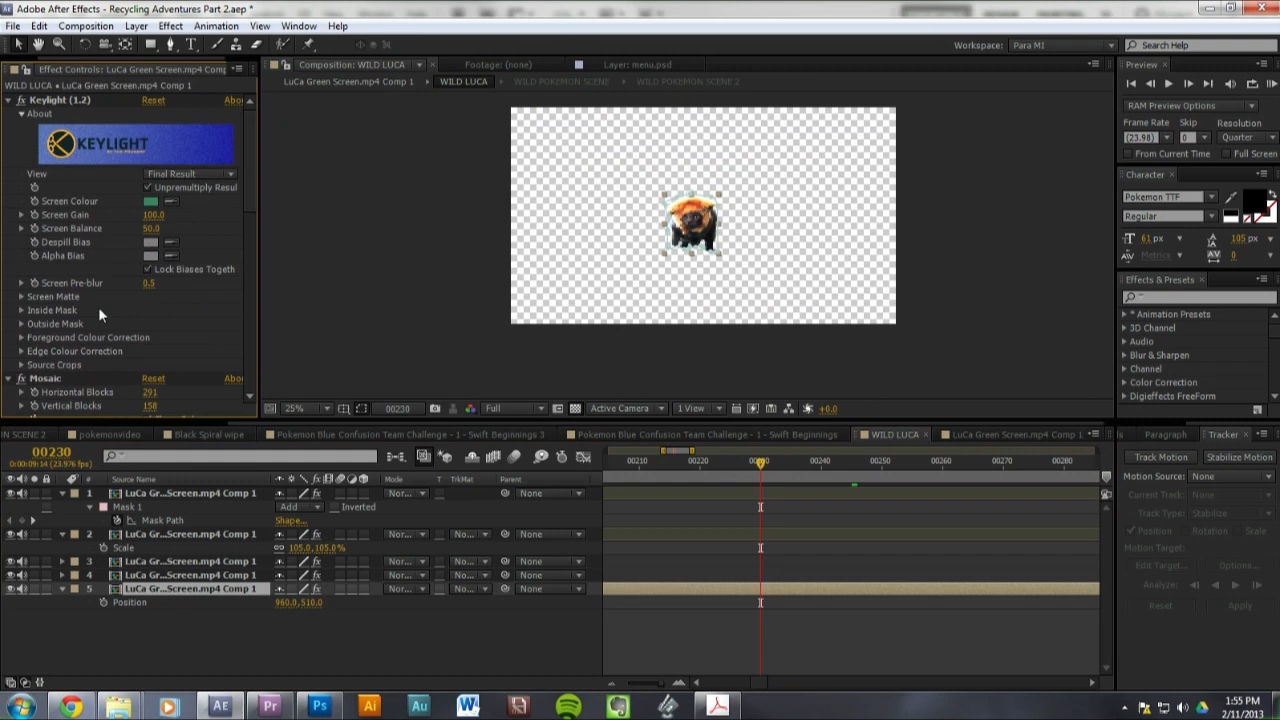 Adobe After Effects - Recycling Adventures Part 2.aep *
File Edit Composition Layer Effect Animation View Window Help
Workspace: Para MI Search Help
Effect Controls: LuCa Green Screen.mp4 Comp
WILD LUCA • LuCa Green Screen.mp4 Comp 1
Keylight (1.2) Reset Abou
About
KEYLIGHT
View Final Result
Unpremultiply Resul
Screen Colour
Screen Gain 100.0
Screen Balance 50.0
Despill Bias
Alpha Bias
Lock Biases Togeth
Screen Pre-blur 0.5
Screen Matte
Inside Mask
Outside Mask
Foreground Colour Correction
Edge Colour Correction
Source Crops
Mosaic Reset Abou
Horizontal Blocks 291
Vertical Blocks 158
Composition: WILD LUCA Footage: (none) Layer: menu.psd
LuCa Green Screen.mp4 Comp 1 WILD LUCA WILD POKEMON SCENE WILD POKEMON SCENE 2
25% 00230 Full Active Camera 1 View +0.0
Preview
RAM Preview Options
Frame Rate Skip Resolution
(23.98) 0 Quarter
From Current Time Full Screen
Character
Pokemon TTF
Regular
61 px 105 px
Metrics 0
Effects & Presets
* Animation Presets
3D Channel
Audio
Blur & Sharpen
Channel
Color Correction
Digieffects FreeForm
IN SCENE 2 pokemonvideo Black Spiral wipe Pokemon Blue Confusion Team Challenge - 1 - Swift Beginnings 3 Pokemon Blue Confusion Team Challenge - 1 - Swift Beginnings WILD LUCA LuCa Green Screen.mp4 Comp 1
00230
0:00:09:14 (23.976 fps)
00210 00220 00230 00240 00250 00260 00270 00280
# Source Name Mode T TrkMat Parent
1 LuCa Gr...Screen.mp4 Comp 1 Nor... None
Mask 1 Add Inverted
Mask Path Shape...
2 LuCa Gr...Screen.mp4 Comp 1 Nor... No... None
Scale 105.0,105.0%
3 LuCa Gr...Screen.mp4 Comp 1 Nor... No... None
4 LuCa Gr...Screen.mp4 Comp 1 Nor... No... None
5 LuCa Gr...Screen.mp4 Comp 1 Nor... No... None
Position 960.0,510.0
Paragraph Tracker
Track Motion Stabilize Motion
Motion Source: None
Current Track: None
Track Type: Stabilize
Position Rotation Scale
Motion Target:
Edit Target... Options...
Analyze:
Reset Apply
AE Pr Ps Ai Au W
1:55 PM
2/11/2013